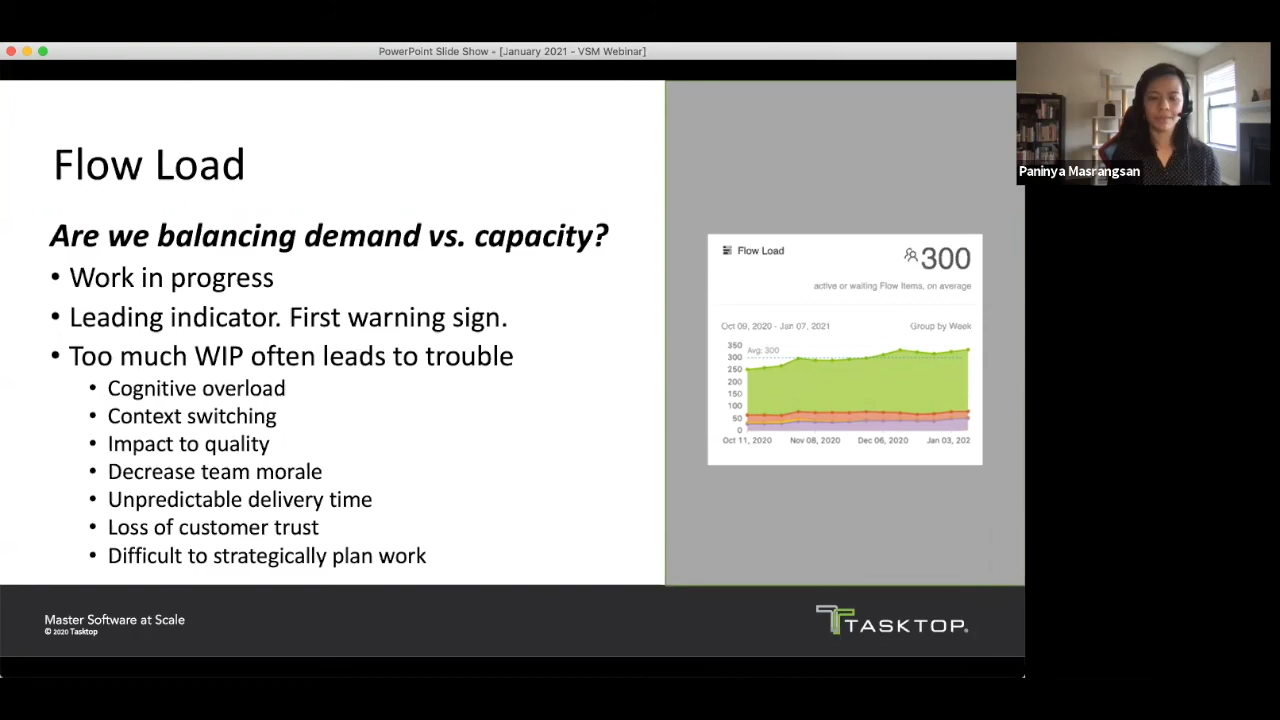 PowerPoint Slide Show - [January 2021 - VSM Webinar]
Paninya Masrangsan
Flow Load
Are we balancing demand vs. capacity?
• Work in progress
• Leading indicator. First warning sign.
• Too much WIP often leads to trouble
• Cognitive overload
• Context switching
• Impact to quality
• Decrease team morale
• Unpredictable delivery time
• Loss of customer trust
• Difficult to strategically plan work
Flow Load
300
active or waiting Flow Items, on average
Oct 09, 2020 - Jan 07, 2021
Group by Week
350
Avg: 300
300
250
200
150
100
50
0
Oct 11, 2020 Nov 08, 2020 Dec 06, 2020 Jan 03, 202
Master Software at Scale
© 2020 Tasktop
TASKTOP®